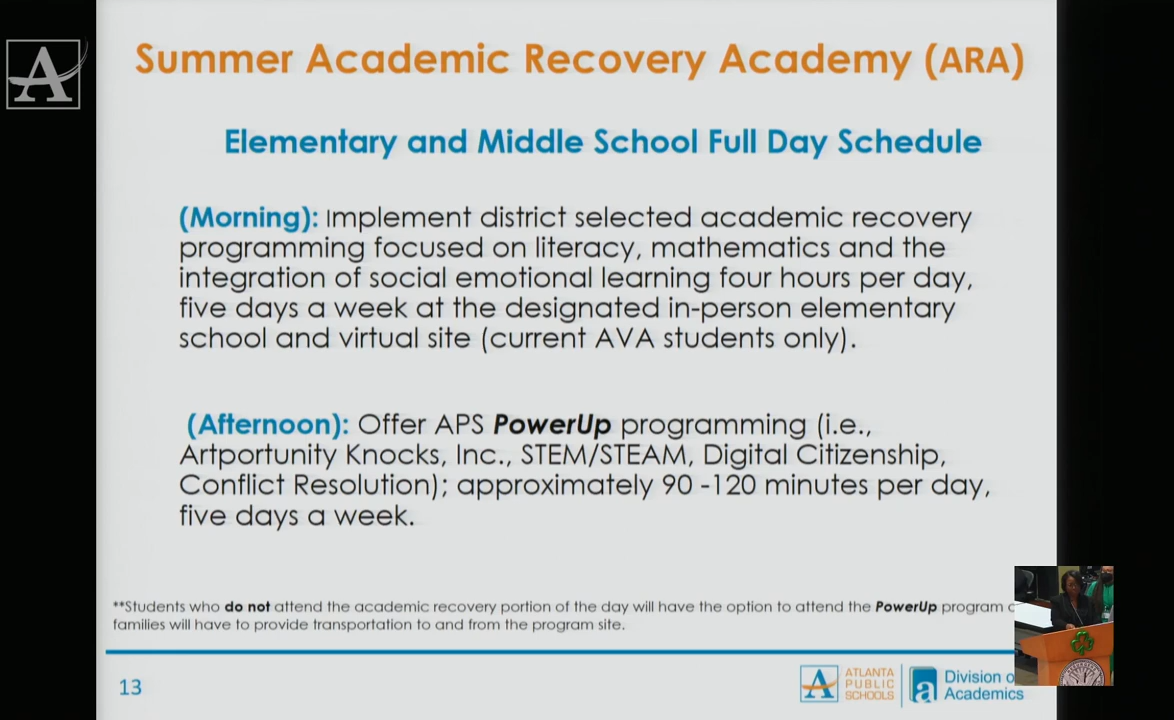 Summer Academic Recovery Academy (ARA)
Elementary and Middle School Full Day Schedule
(Morning): Implement district selected academic recovery
programming focused on literacy, mathematics and the
integration of social emotional learning four hours per day,
five days a week at the designated in-person elementary
school and virtual site (current AVA students only).
(Afternoon): Offer APS PowerUp programming (i.e.,
Artportunity Knocks, Inc., STEM/STEAM, Digital Citizenship,
Conflict Resolution); approximately 90 -120 minutes per day,
five days a week.
**Students who do not attend the academic recovery portion of the day will have the option to attend the PowerUp program
families will have to provide transportation to and from the program site.
13
A
ATLANTA
PUBLIC
SCHOOLS
a
Division
Academics
A